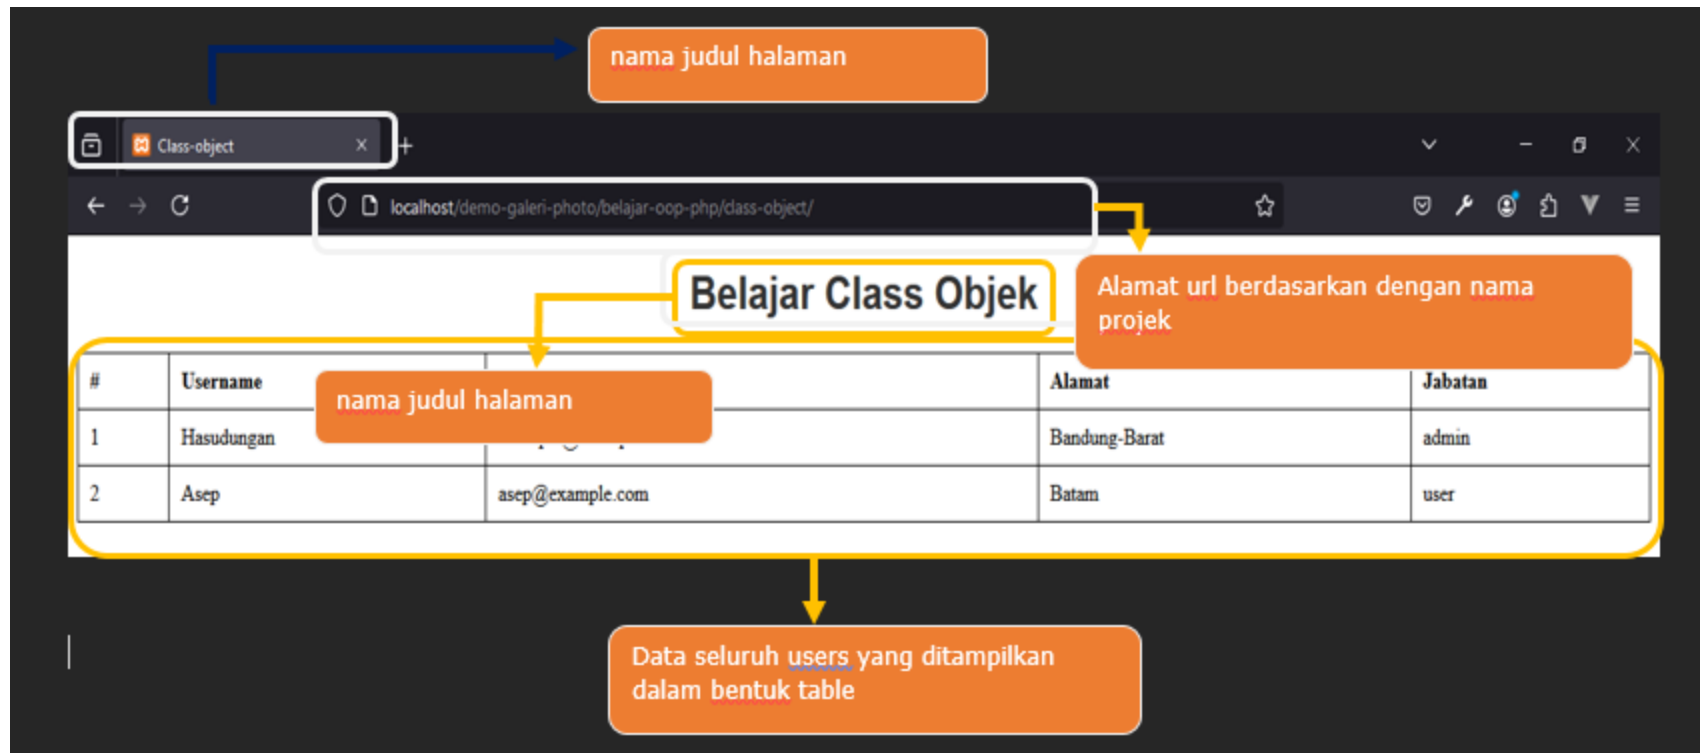 nama judul halaman
Class-object
localhost/demo-galeri-photo/belajar-oop-php/class-object/
Belajar Class Objek
Alamat url berdasarkan dengan nama
projek
# Username Alamat Jabatan
nama judul halaman
1 Hasudungan Bandung-Barat admin
2 Asep asep@example.com Batam user
Data seluruh users yang ditampilkan
dalam bentuk table